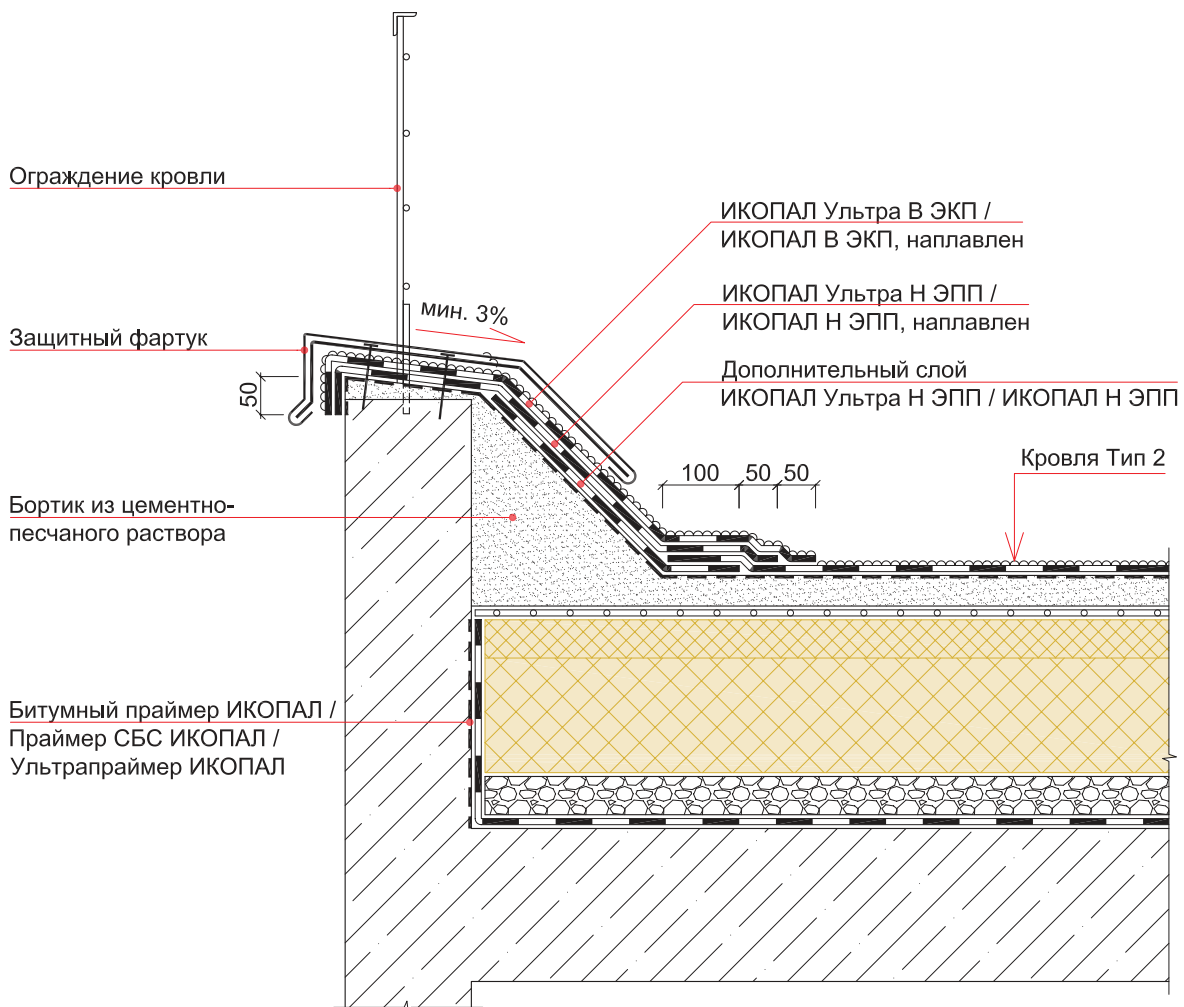 Ограждение кровли
ИКОПАЛ Ультра В ЭКП /
ИКОПАЛ В ЭКП, наплавлен
ИКОПАЛ Ультра Н ЭПП /
ИКОПАЛ Н ЭПП, наплавлен
мин. 3%
Защитный фартук
Дополнительный слой
ИКОПАЛ Ультра Н ЭПП / ИКОПАЛ Н ЭПП
50
100 50 50
Кровля Тип 2
Бортик из цементно-
песчаного раствора
Битумный праймер ИКОПАЛ /
Праймер СБС ИКОПАЛ /
Ультрапраймер ИКОПАЛ